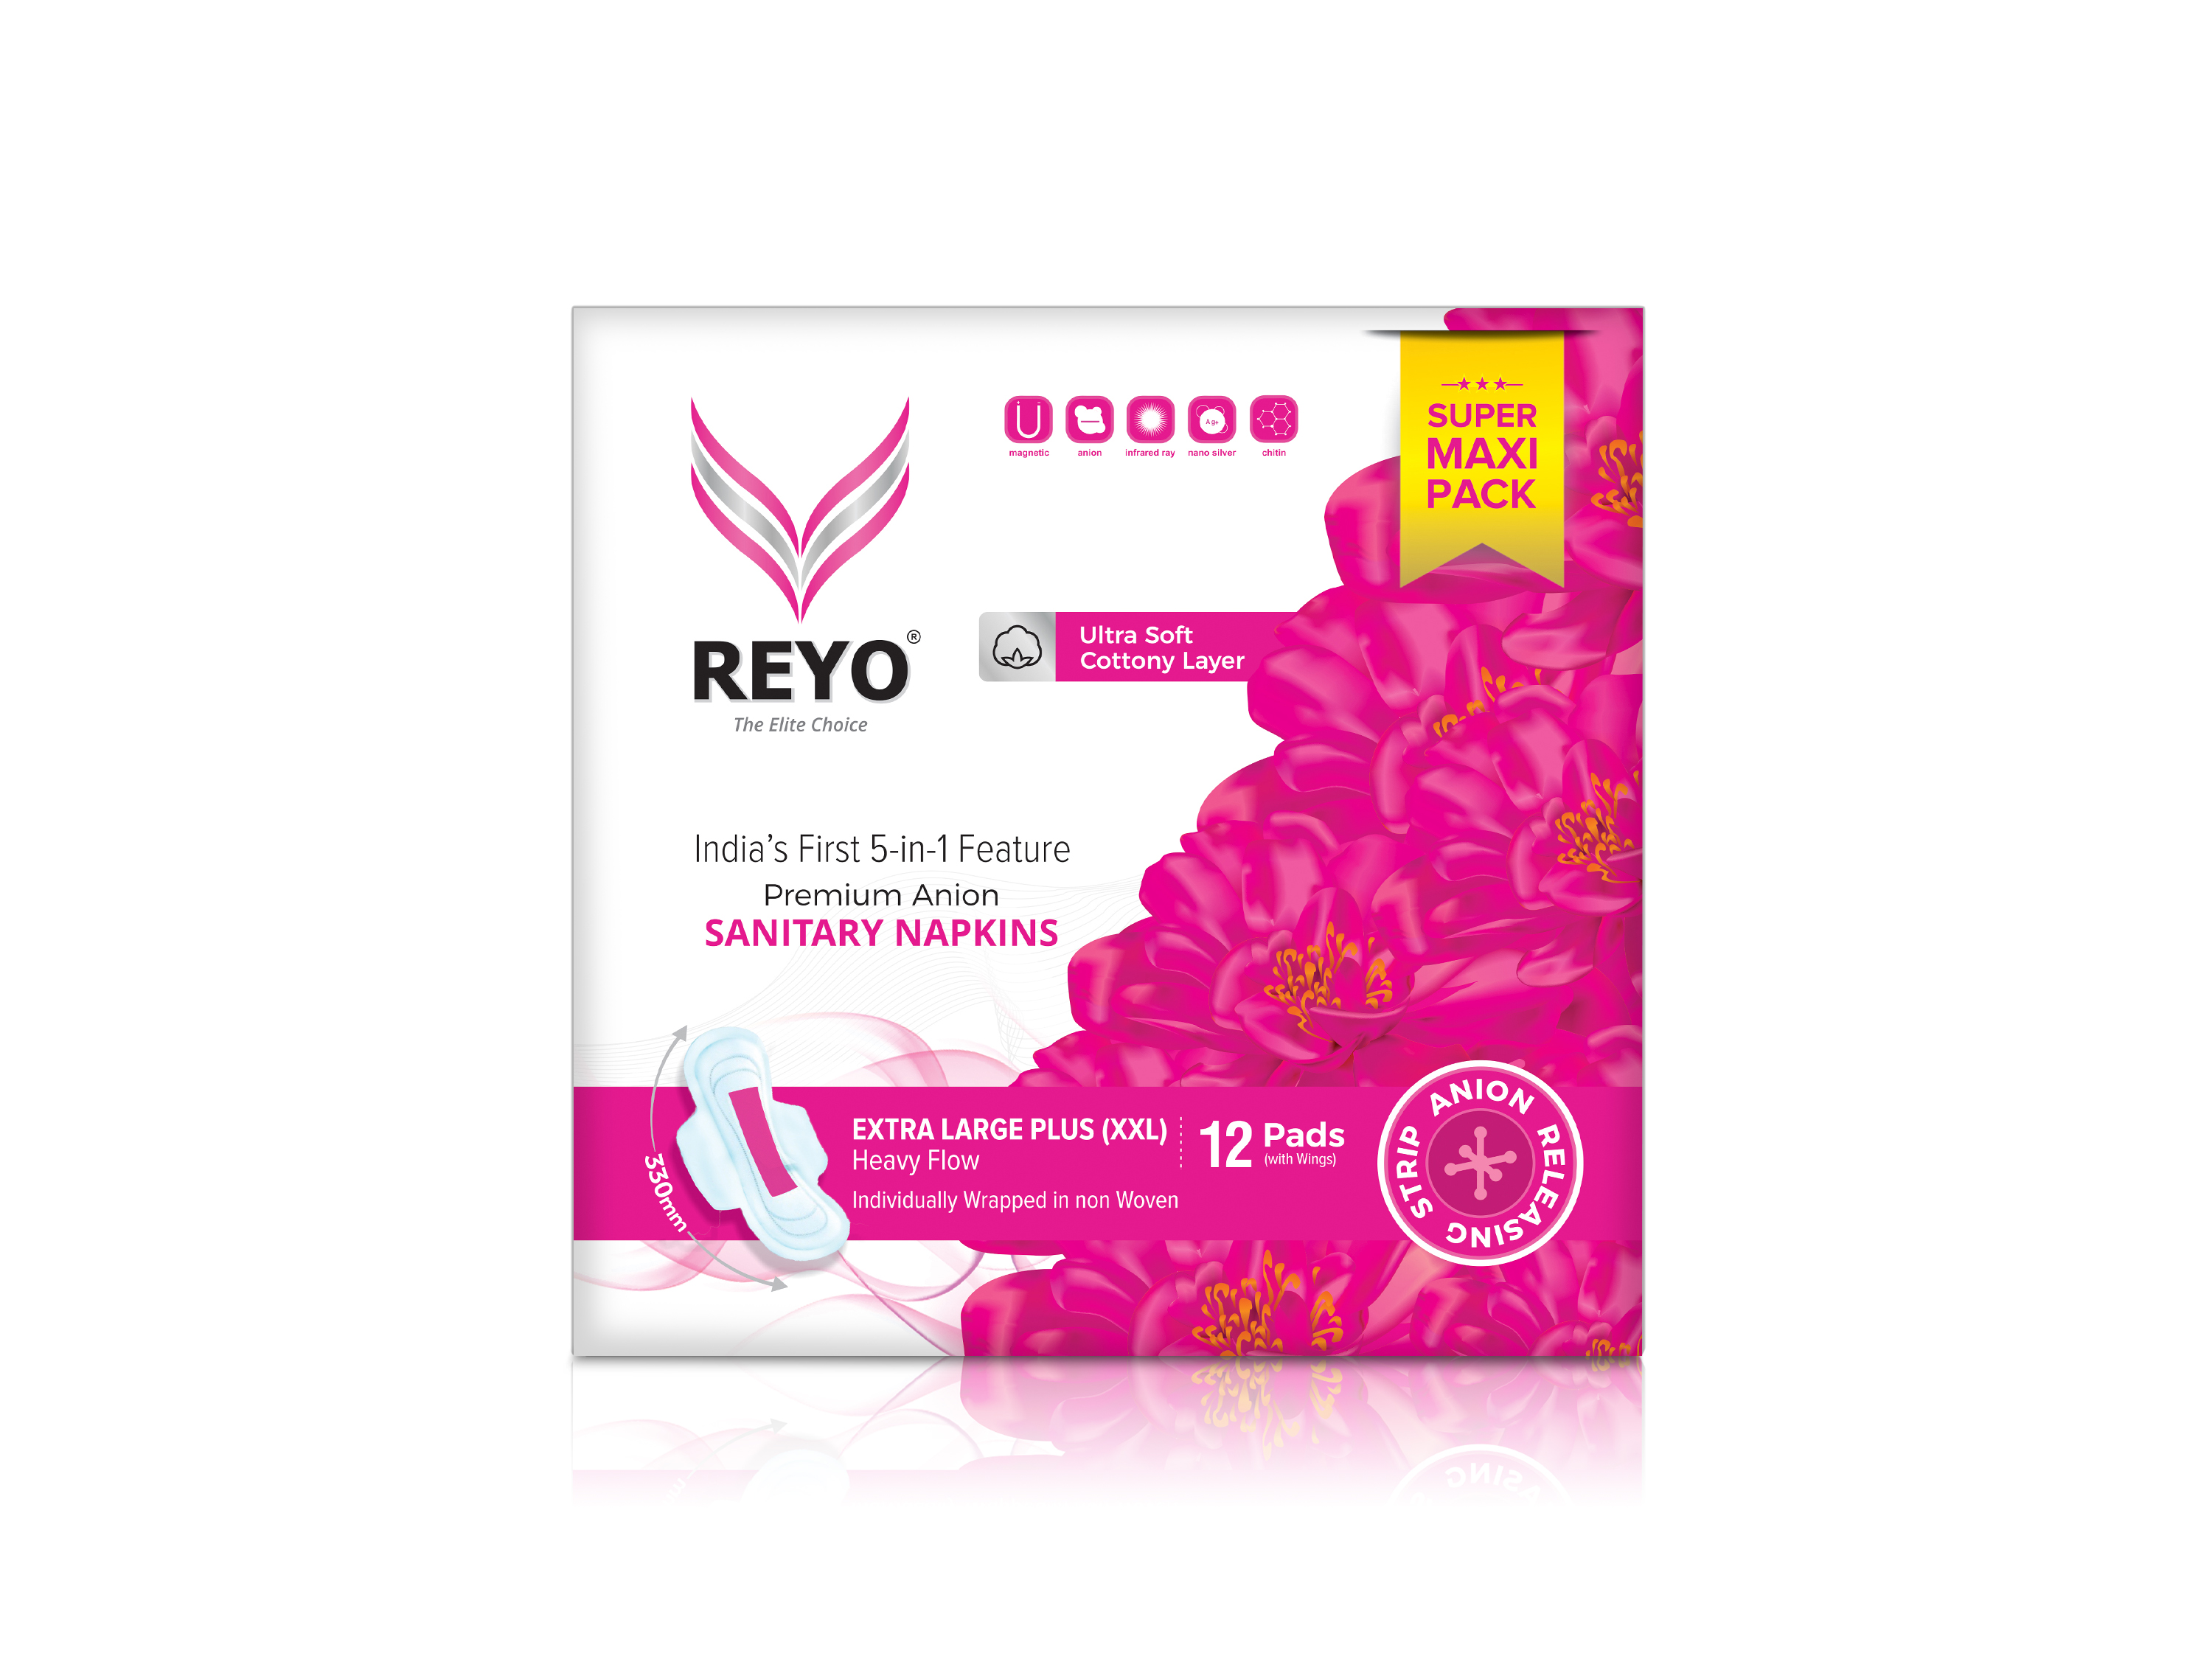 SUPER
MAXI
PACK
magnetic
anion
infrared ray
nano silver
Ag+
chitin
REYO®
The Elite Choice
Ultra Soft
Cottony Layer
India's First 5-in-1 Feature
Premium Anion
SANITARY NAPKINS
330mm
EXTRA LARGE PLUS (XXL)
Heavy Flow
Individually Wrapped in non Woven
12 Pads
(with Wings)
ANION RELEASING STRIP